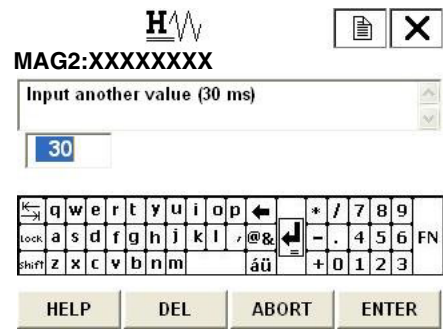 H
MAG2:XXXXXXXX
Input another value (30 ms)
30
q w e r t y u i o p * / 7 8 9
Lock a s d f g h j k l , @& - . 4 5 6 FN
Shift z x c v b n m áü = + 0 1 2 3
HELP DEL ABORT ENTER